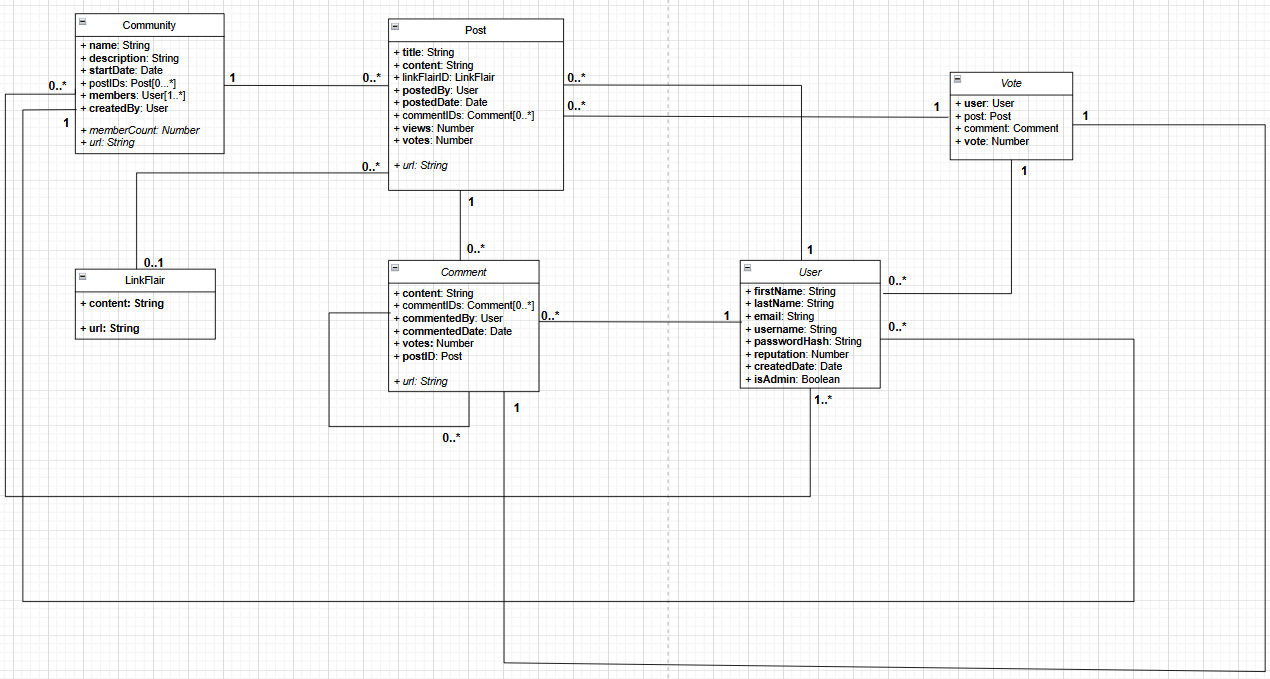 Community
+ name: String
+ description: String
+ startDate: Date
+ postIDs: Post[0...*]
+ members: User[1..*]
+ createdBy: User
+ memberCount: Number
+ url: String
0..*
1
1
0..*
Post
+ title: String
+ content: String
+ linkFlairID: LinkFlair
+ postedBy: User
+ postedDate: Date
+ commentIDs: Comment[0..*]
+ views: Number
+ votes: Number
+ url: String
0..*
0..*
0..*
1
1
Vote
+ user: User
+ post: Post
+ comment: Comment
+ vote: Number
1
1
0..1
LinkFlair
+ content: String
+ url: String
0..*
Comment
+ content: String
+ commentIDs: Comment[0..*]
+ commentedBy: User
+ commentedDate: Date
+ votes: Number
+ postID: Post
+ url: String
0..*
1
0..*
1
1
User
+ firstName: String
+ lastName: String
+ email: String
+ username: String
+ passwordHash: String
+ reputation: Number
+ createdDate: Date
+ isAdmin: Boolean
0..*
0..*
1..*